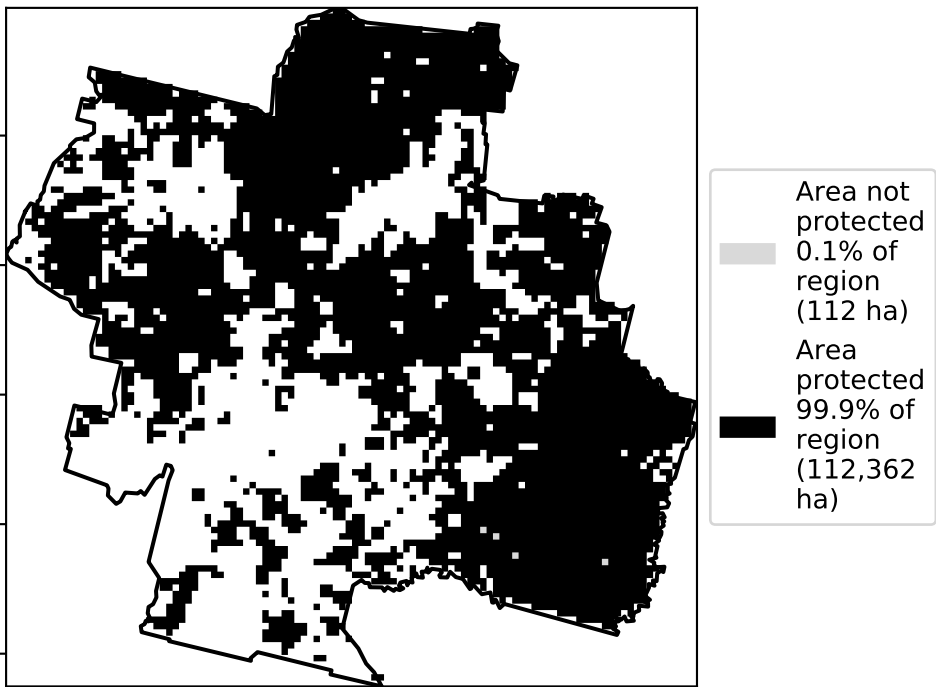 Area not
protected
0.1% of
region
(112 ha)
Area
protected
99.9% of
region
(112,362
ha)